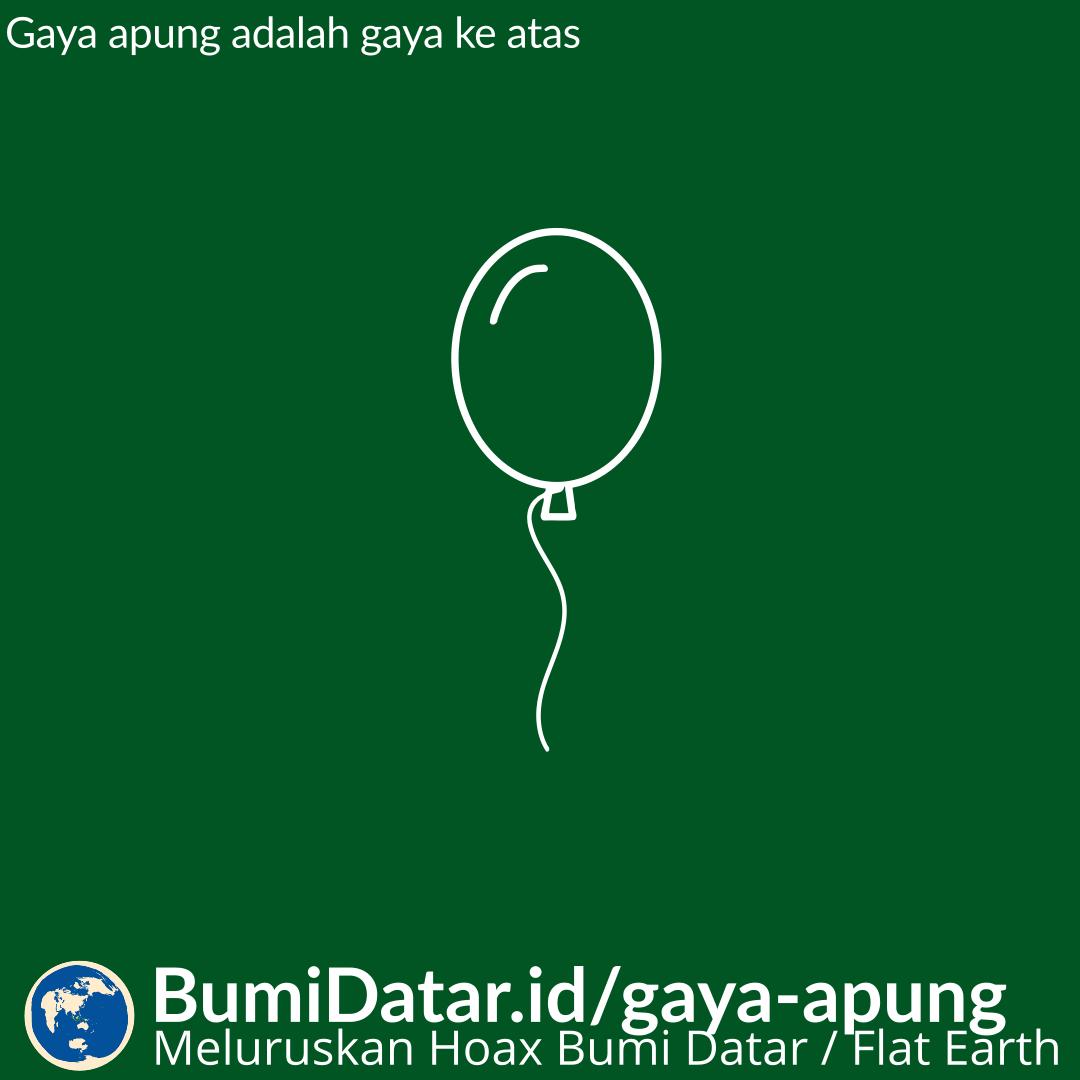 Gaya apung adalah gaya ke atas
BumiDatar.id/gaya-apung
Meluruskan Hoax Bumi Datar / Flat Earth